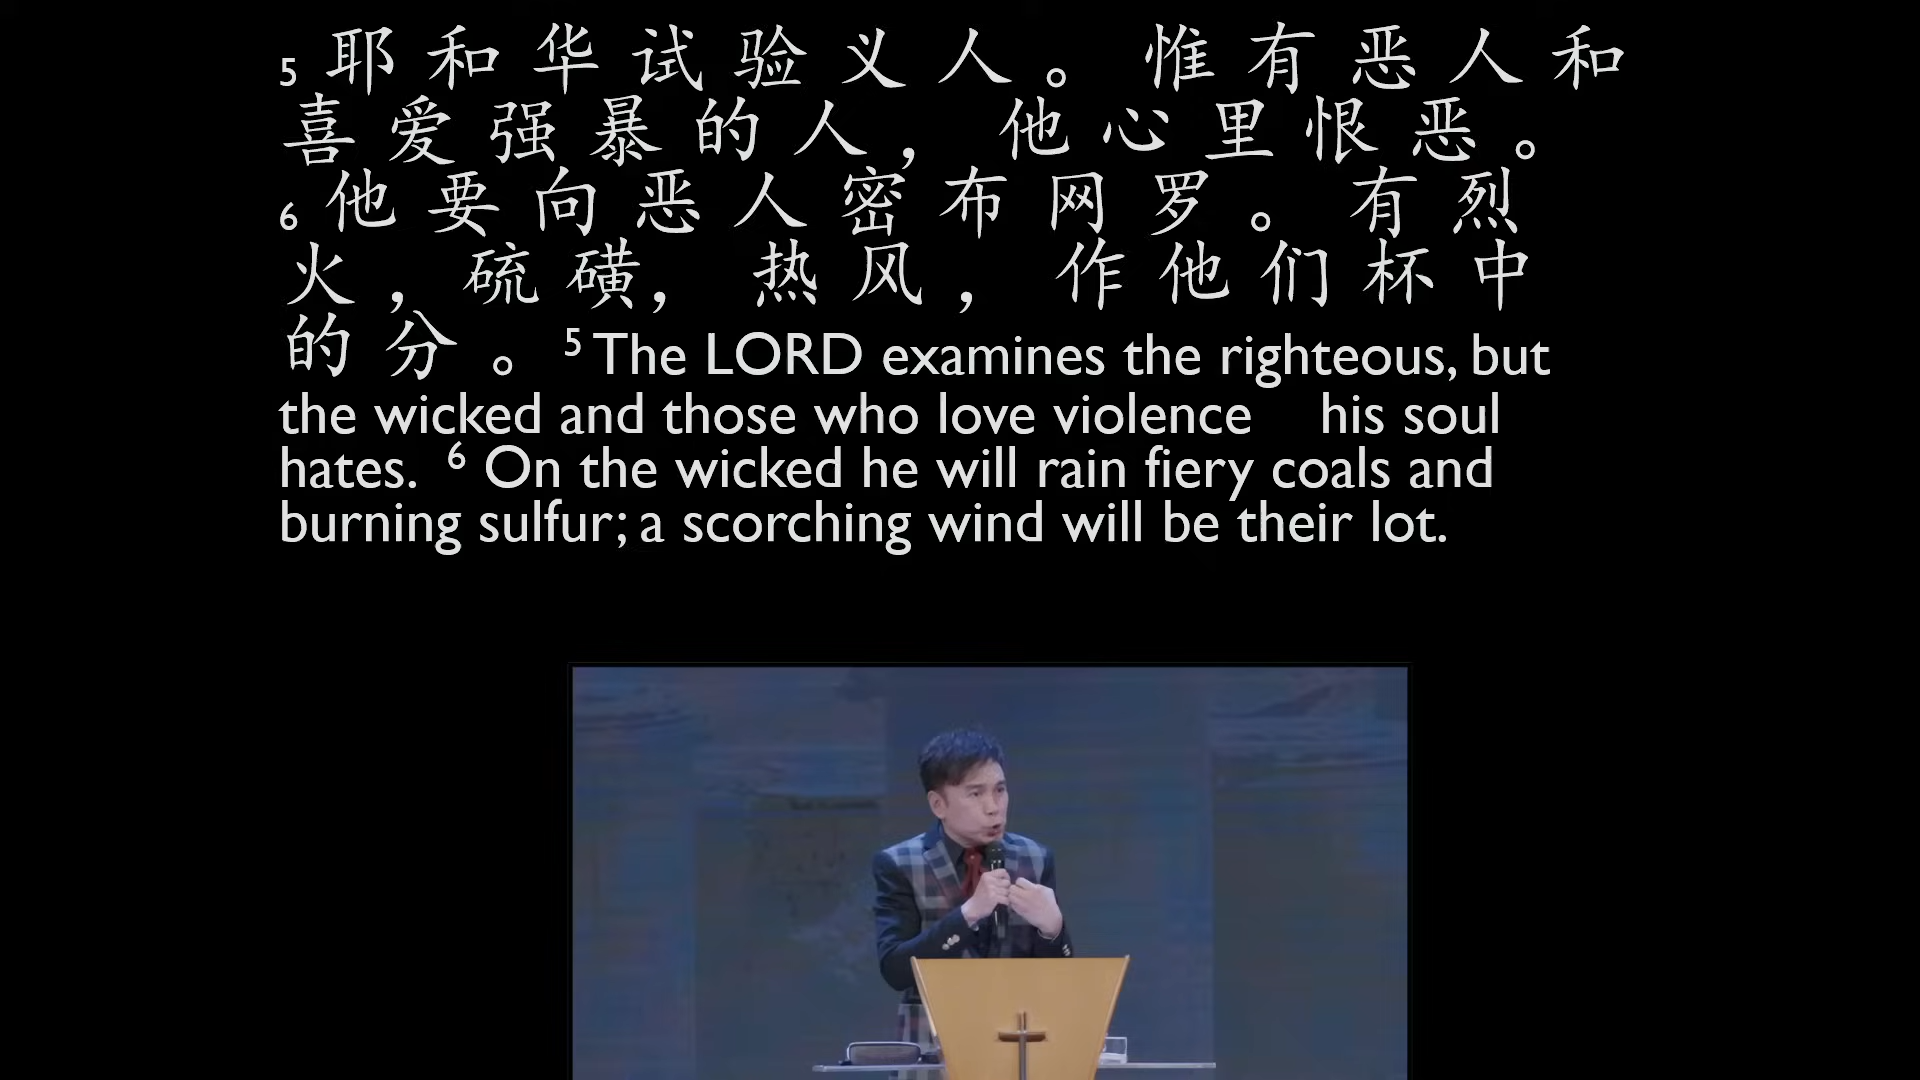 5 耶和华试验义人。惟有恶人和
喜爱强暴的人，他心里恨恶。
6 他要向恶人密布网罗。有烈
火，硫磺，热风，作他们杯中
的分。 5 The LORD examines the righteous, but
the wicked and those who love violence his soul
hates. 6 On the wicked he will rain fiery coals and
burning sulfur; a scorching wind will be their lot.